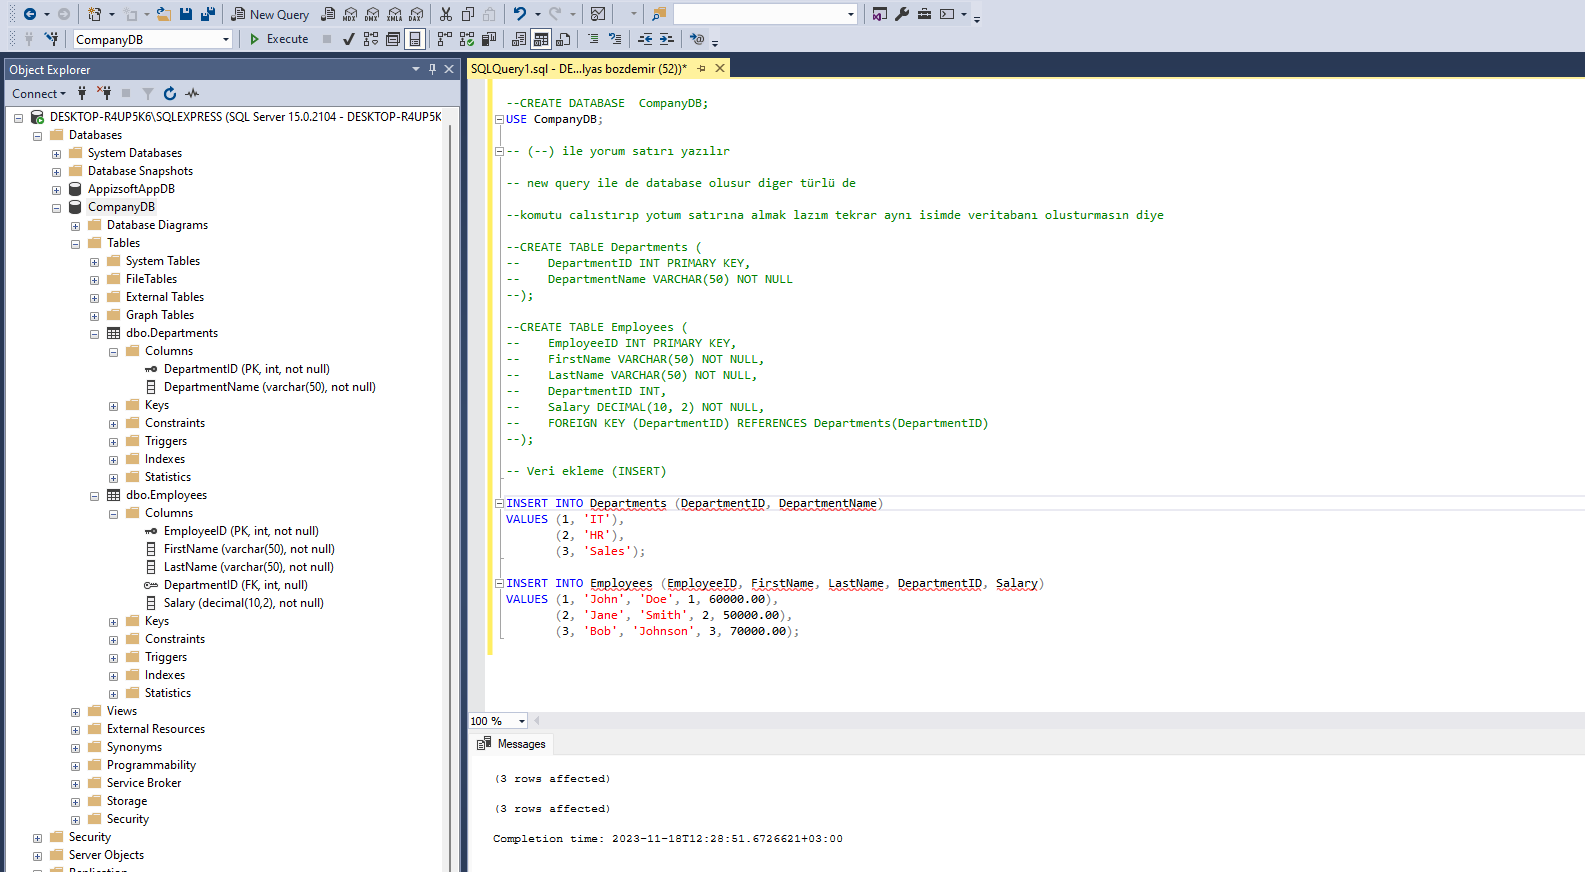 New Query
MDX DMX XMLA DAX
CompanyDB
Execute
Object Explorer
Connect
DESKTOP-R4UP5K6\SQLEXPRESS (SQL Server 15.0.2104 - DESKTOP-R4UP5K
Databases
System Databases
Database Snapshots
AppizsoftAppDB
CompanyDB
Database Diagrams
Tables
System Tables
FileTables
External Tables
Graph Tables
dbo.Departments
Columns
DepartmentID (PK, int, not null)
DepartmentName (varchar(50), not null)
Keys
Constraints
Triggers
Indexes
Statistics
dbo.Employees
Columns
EmployeeID (PK, int, not null)
FirstName (varchar(50), not null)
LastName (varchar(50), not null)
DepartmentID (FK, int, null)
Salary (decimal(10,2), not null)
Keys
Constraints
Triggers
Indexes
Statistics
Views
External Resources
Synonyms
Programmability
Service Broker
Storage
Security
Security
Server Objects
Replication
SQLQuery1.sql - DE...lyas bozdemir (52))*
--CREATE DATABASE  CompanyDB;
USE CompanyDB;
-- (--) ile yorum satırı yazılır
-- new query ile de database olusur diger türlü de
--komutu calıstırıp yotum satırına almak lazım tekrar aynı isimde veritabanı olusturmasın diye
--CREATE TABLE Departments (
--    DepartmentID INT PRIMARY KEY,
--    DepartmentName VARCHAR(50) NOT NULL
--);
--CREATE TABLE Employees (
--    EmployeeID INT PRIMARY KEY,
--    FirstName VARCHAR(50) NOT NULL,
--    LastName VARCHAR(50) NOT NULL,
--    DepartmentID INT,
--    Salary DECIMAL(10, 2) NOT NULL,
--    FOREIGN KEY (DepartmentID) REFERENCES Departments(DepartmentID)
--);
-- Veri ekleme (INSERT)
INSERT INTO Departments (DepartmentID, DepartmentName)
VALUES (1, 'IT'),
(2, 'HR'),
(3, 'Sales');
INSERT INTO Employees (EmployeeID, FirstName, LastName, DepartmentID, Salary)
VALUES (1, 'John', 'Doe', 1, 60000.00),
(2, 'Jane', 'Smith', 2, 50000.00),
(3, 'Bob', 'Johnson', 3, 70000.00);
100 %
Messages
(3 rows affected)
(3 rows affected)
Completion time: 2023-11-18T12:28:51.6726621+03:00